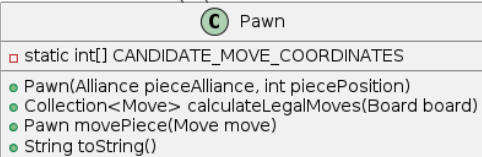 C Pawn
static int[] CANDIDATE_MOVE_COORDINATES
Pawn(Alliance pieceAlliance, int piecePosition)
Collection<Move> calculateLegalMoves(Board board)
Pawn movePiece(Move move)
String toString()